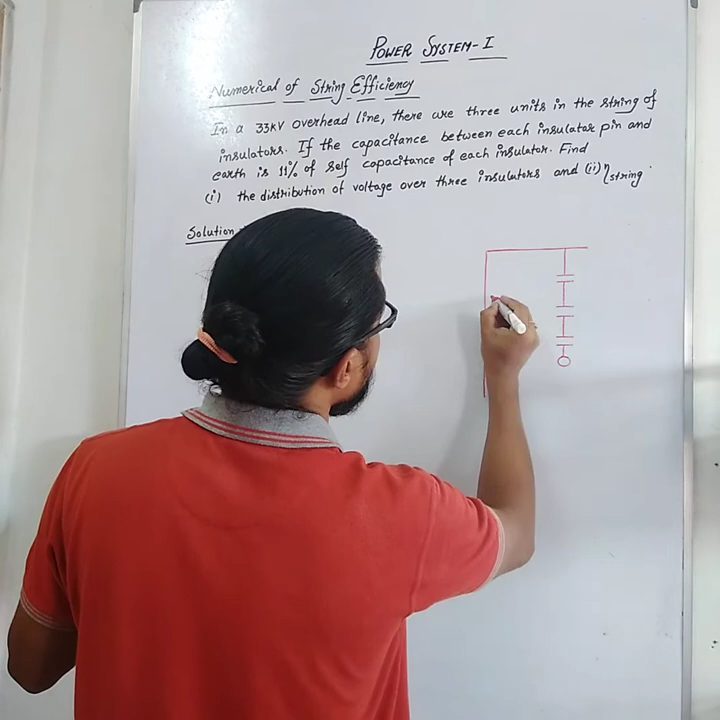 POWER SYSTEM-I
Numerical of String Efficiency
In a 33kV overhead line, there are three units in the string of
insulators. If the capacitance between each insulator pin and
earth is 11% of self capacitance of each insulator. Find
(i) the distribution of voltage over three insulators and (ii) η string.
Solution